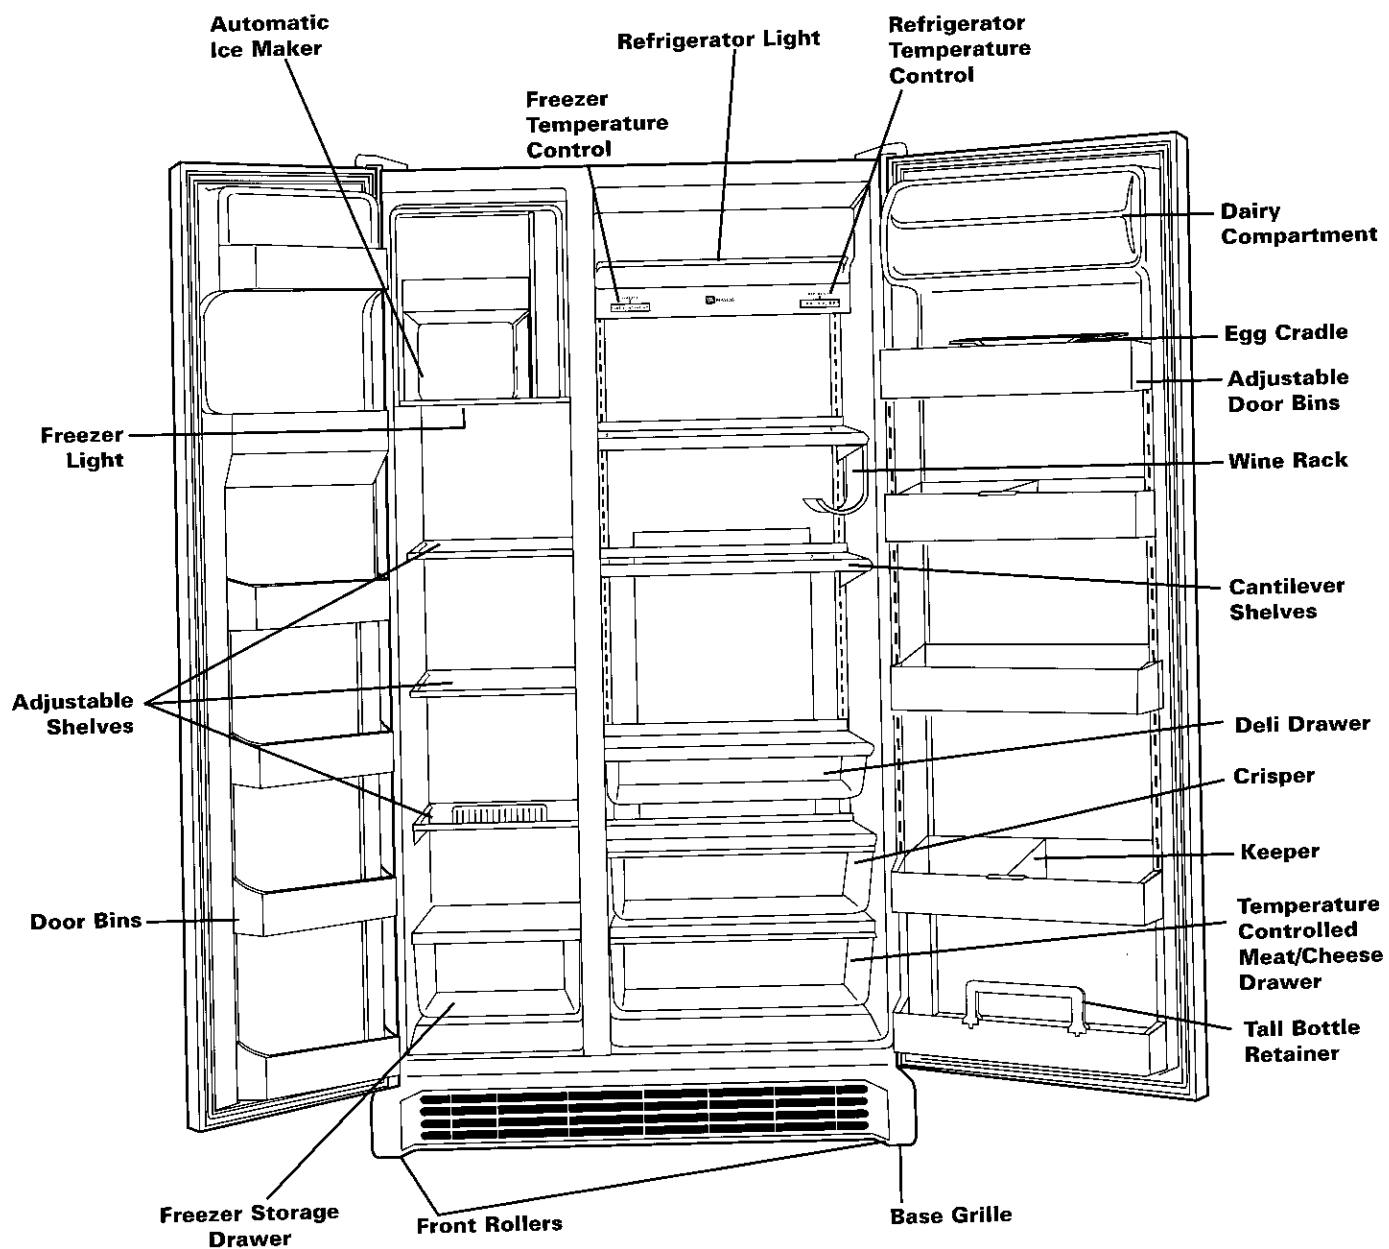 Automatic
Ice Maker
Refrigerator Light
Refrigerator
Temperature
Control
Freezer
Temperature
Control
Dairy
Compartment
Egg Cradle
Adjustable
Door Bins
Freezer
Light
Wine Rack
Cantilever
Shelves
Adjustable
Shelves
Deli Drawer
Crisper
Keeper
Door Bins
Temperature
Controlled
Meat/Cheese
Drawer
Tall Bottle
Retainer
Freezer Storage
Drawer
Front Rollers
Base Grille